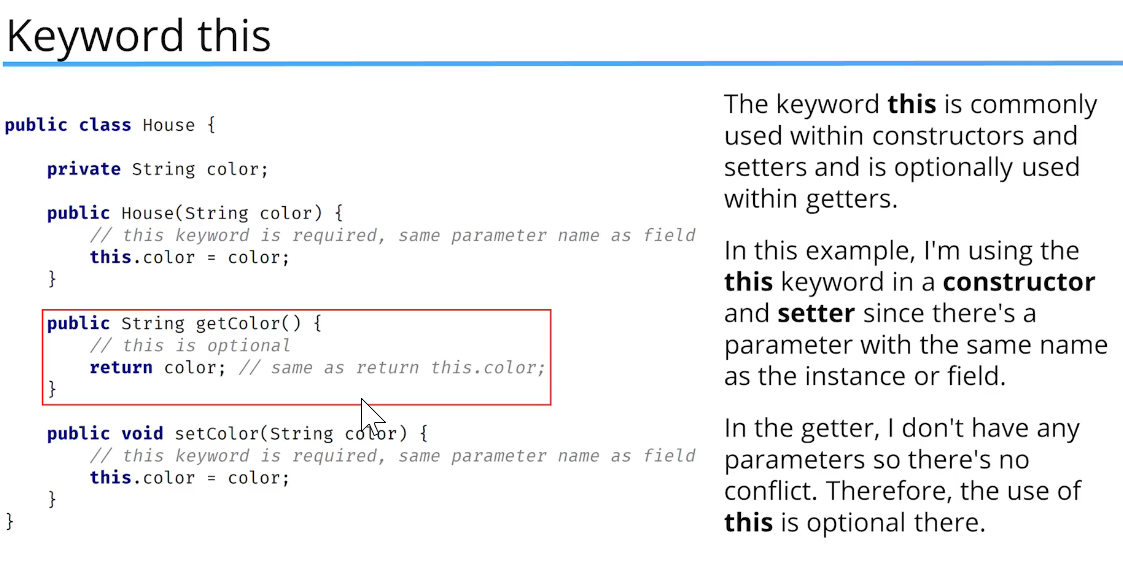 Keyword this
public class House {
private String color;
public House(String color) {
// this keyword is required, same parameter name as field
this.color = color;
}
public String getColor() {
// this is optional
return color; // same as return this.color;
}
public void setColor(String color) {
// this keyword is required, same parameter name as field
this.color = color;
}
}
The keyword this is commonly
used within constructors and
setters and is optionally used
within getters.
In this example, I'm using the
this keyword in a constructor
and setter since there's a
parameter with the same name
as the instance or field.
In the getter, I don't have any
parameters so there's no
conflict. Therefore, the use of
this is optional there.